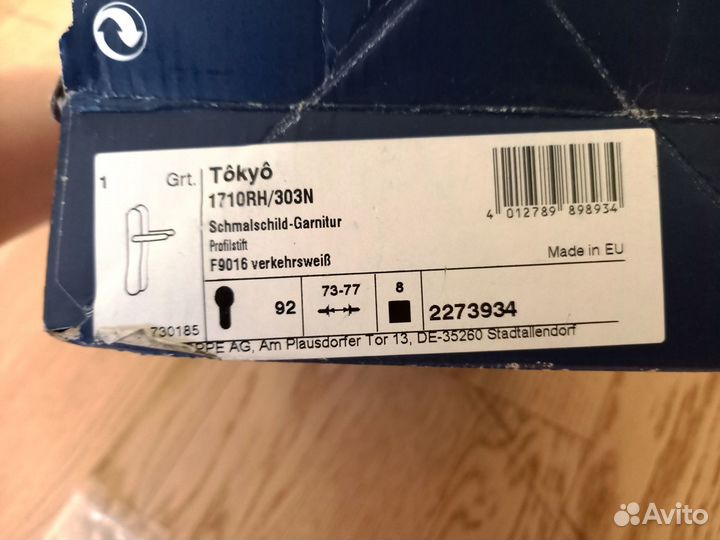 1 Grt. Tôkyô
1710RH/303N
Schmalschild-Garnitur
Profilstift
F9016 verkehrsweiß
4 012789 898934
Made in EU
92 73-77 8 2273934
730185
PPE AG, Am Plausdorfer Tor 13, DE-35260 Stadtallendorf
Avito